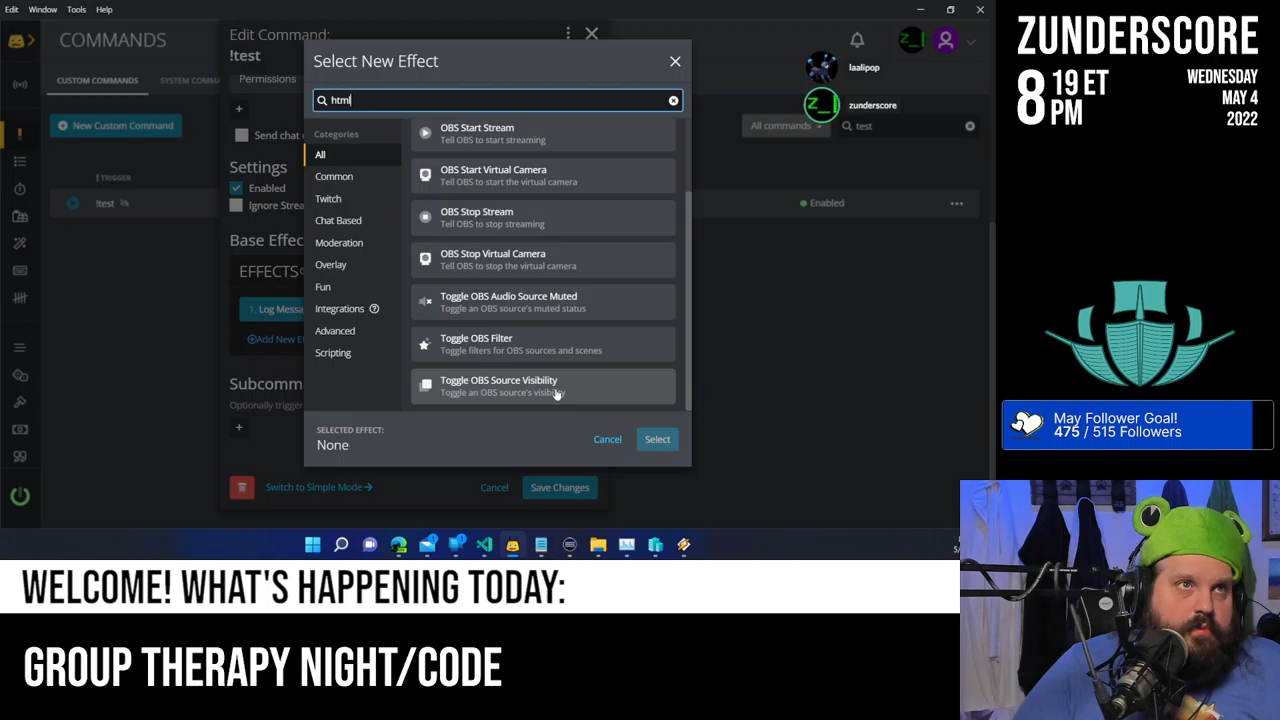 Edit Window Tools Help
COMMANDS
CUSTOM COMMANDS SYSTEM COMMA
New Custom Command
All commands
test
TRIGGER
!test
Enabled
Edit Command:
!test
Permissions
Send chat
Settings
Enabled
Ignore Strea
Base Effec
EFFECTS
1. Log Messa
Add New E
Subcomm
Optionally trigger
Switch to Simple Mode
Cancel
Save Changes
Select New Effect
html
Categories
All
Common
Twitch
Chat Based
Moderation
Overlay
Fun
Integrations
Advanced
Scripting
OBS Start Stream
Tell OBS to start streaming
OBS Start Virtual Camera
Tell OBS to start the virtual camera
OBS Stop Stream
Tell OBS to stop streaming
OBS Stop Virtual Camera
Tell OBS to stop the virtual camera
Toggle OBS Audio Source Muted
Toggle an OBS source's muted status
Toggle OBS Filter
Toggle filters for OBS sources and scenes
Toggle OBS Source Visibility
Toggle an OBS source's visibility
SELECTED EFFECT:
None
Cancel
Select
laalipop
z_|
zunderscore
ZUNDERSCORE
8 19 ET PM
WEDNESDAY
MAY 4
2022
May Follower Goal!
475 / 515 Followers
WELCOME! WHAT'S HAPPENING TODAY:
GROUP THERAPY NIGHT/CODE